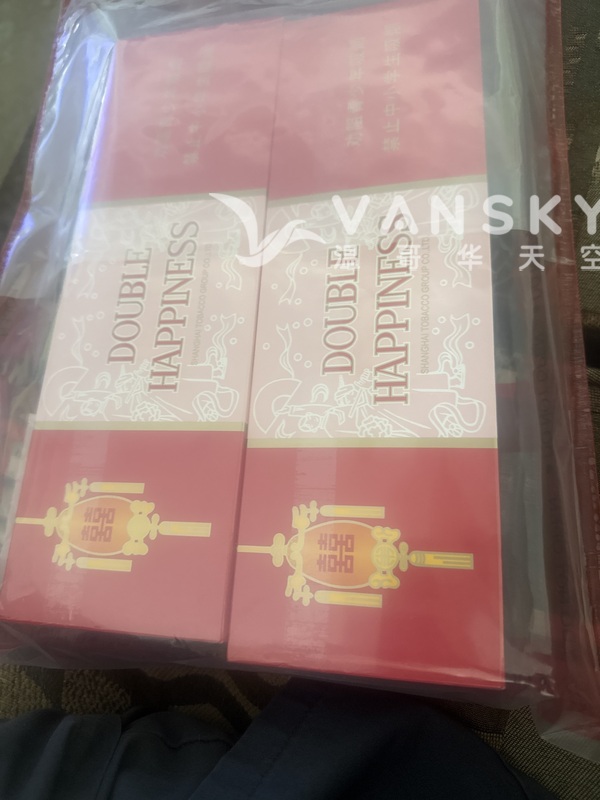 DOUBLE
HAPPINESS
SHANGHAI TOBACCO GROUP CO.,LTD.
囍
DOUBLE
HAPPINESS
SHANGHAI TOBACCO GROUP CO.,LTD.
囍
VANSKY
温哥华天空